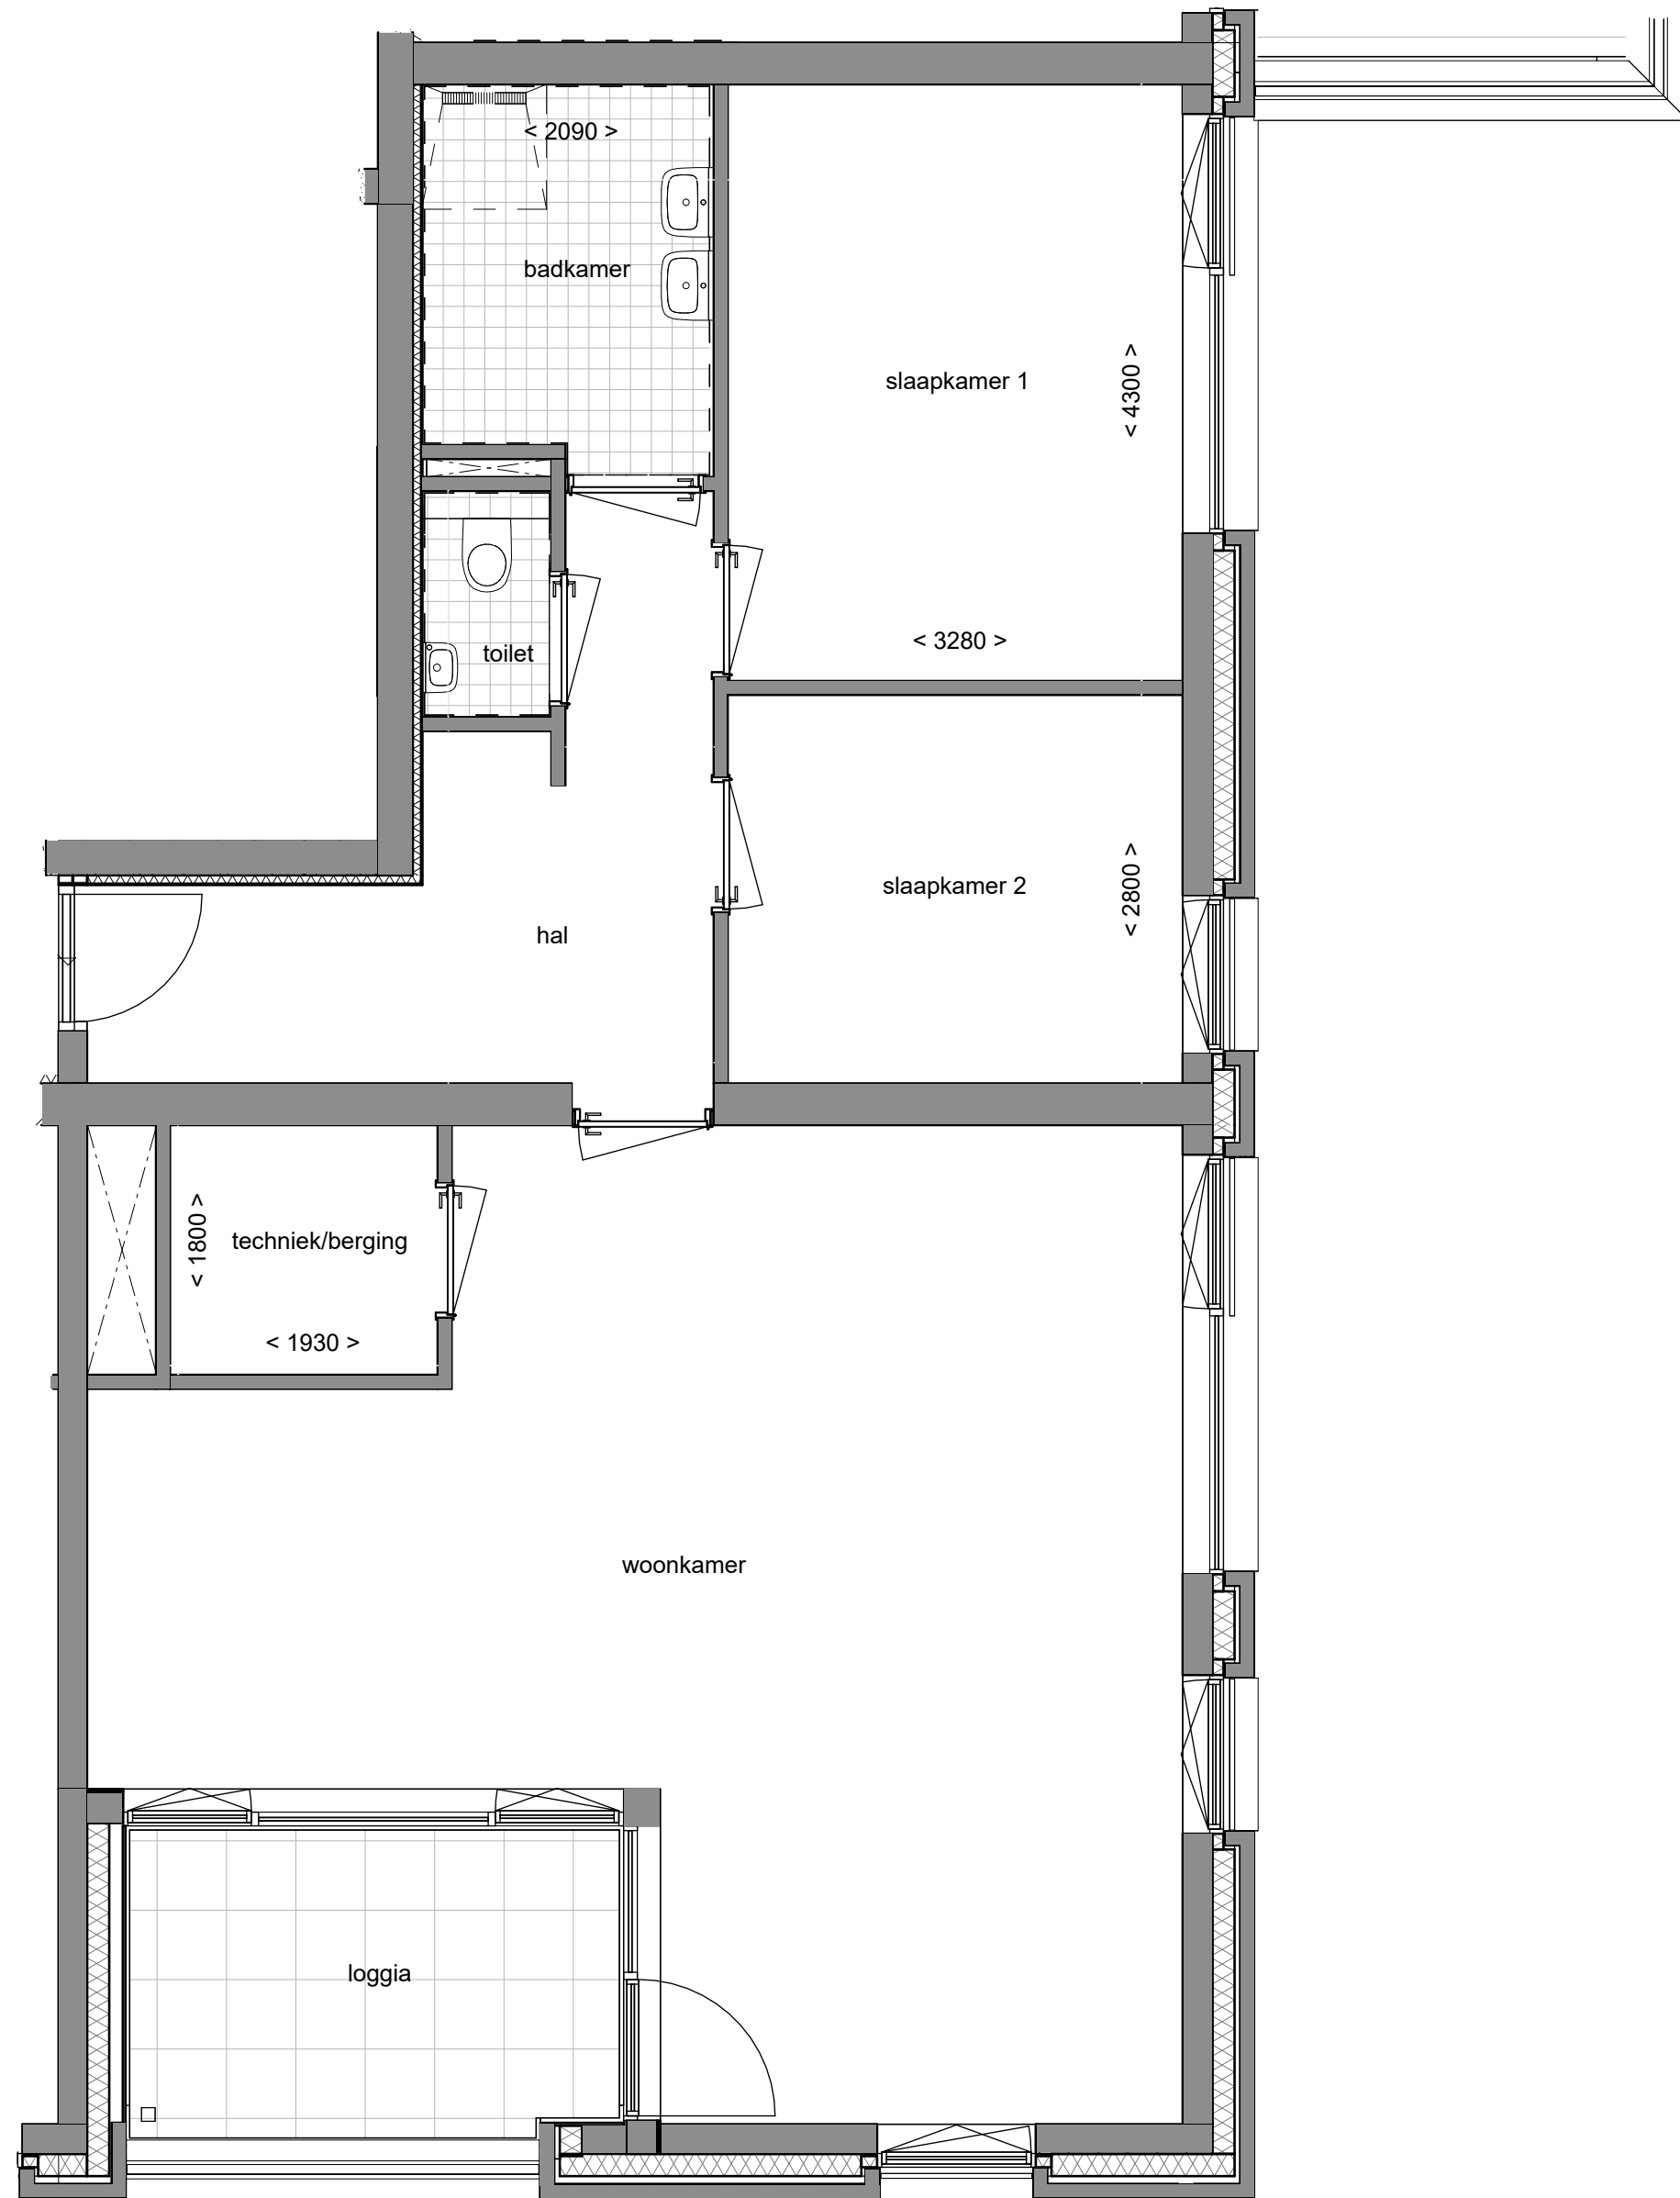 < 2090 >
badkamer
slaapkamer 1
< 4300 >
< 3280 >
toilet
slaapkamer 2
< 2800 >
hal
techniek/berging
< 1800 >
< 1930 >
woonkamer
loggia